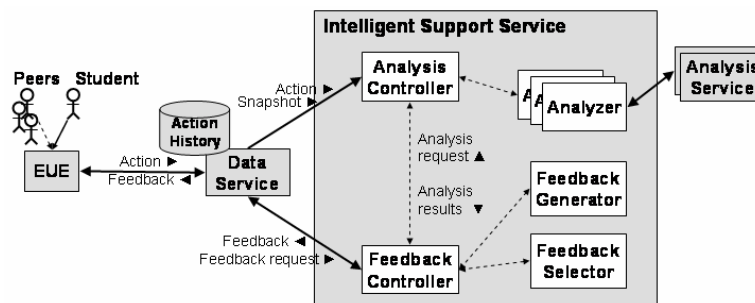 Intelligent Support Service
Peers
Student
EUE
Action ►
Feedback ◄
Action
History
Data
Service
Action ►
Snapshot ►
Analysis
Controller
A
A
Analyzer
Analysis
Service
Analysis
request ▲
Analysis
results ▼
Feedback
Generator
Feedback ◄
Feedback request ►
Feedback
Controller
Feedback
Selector